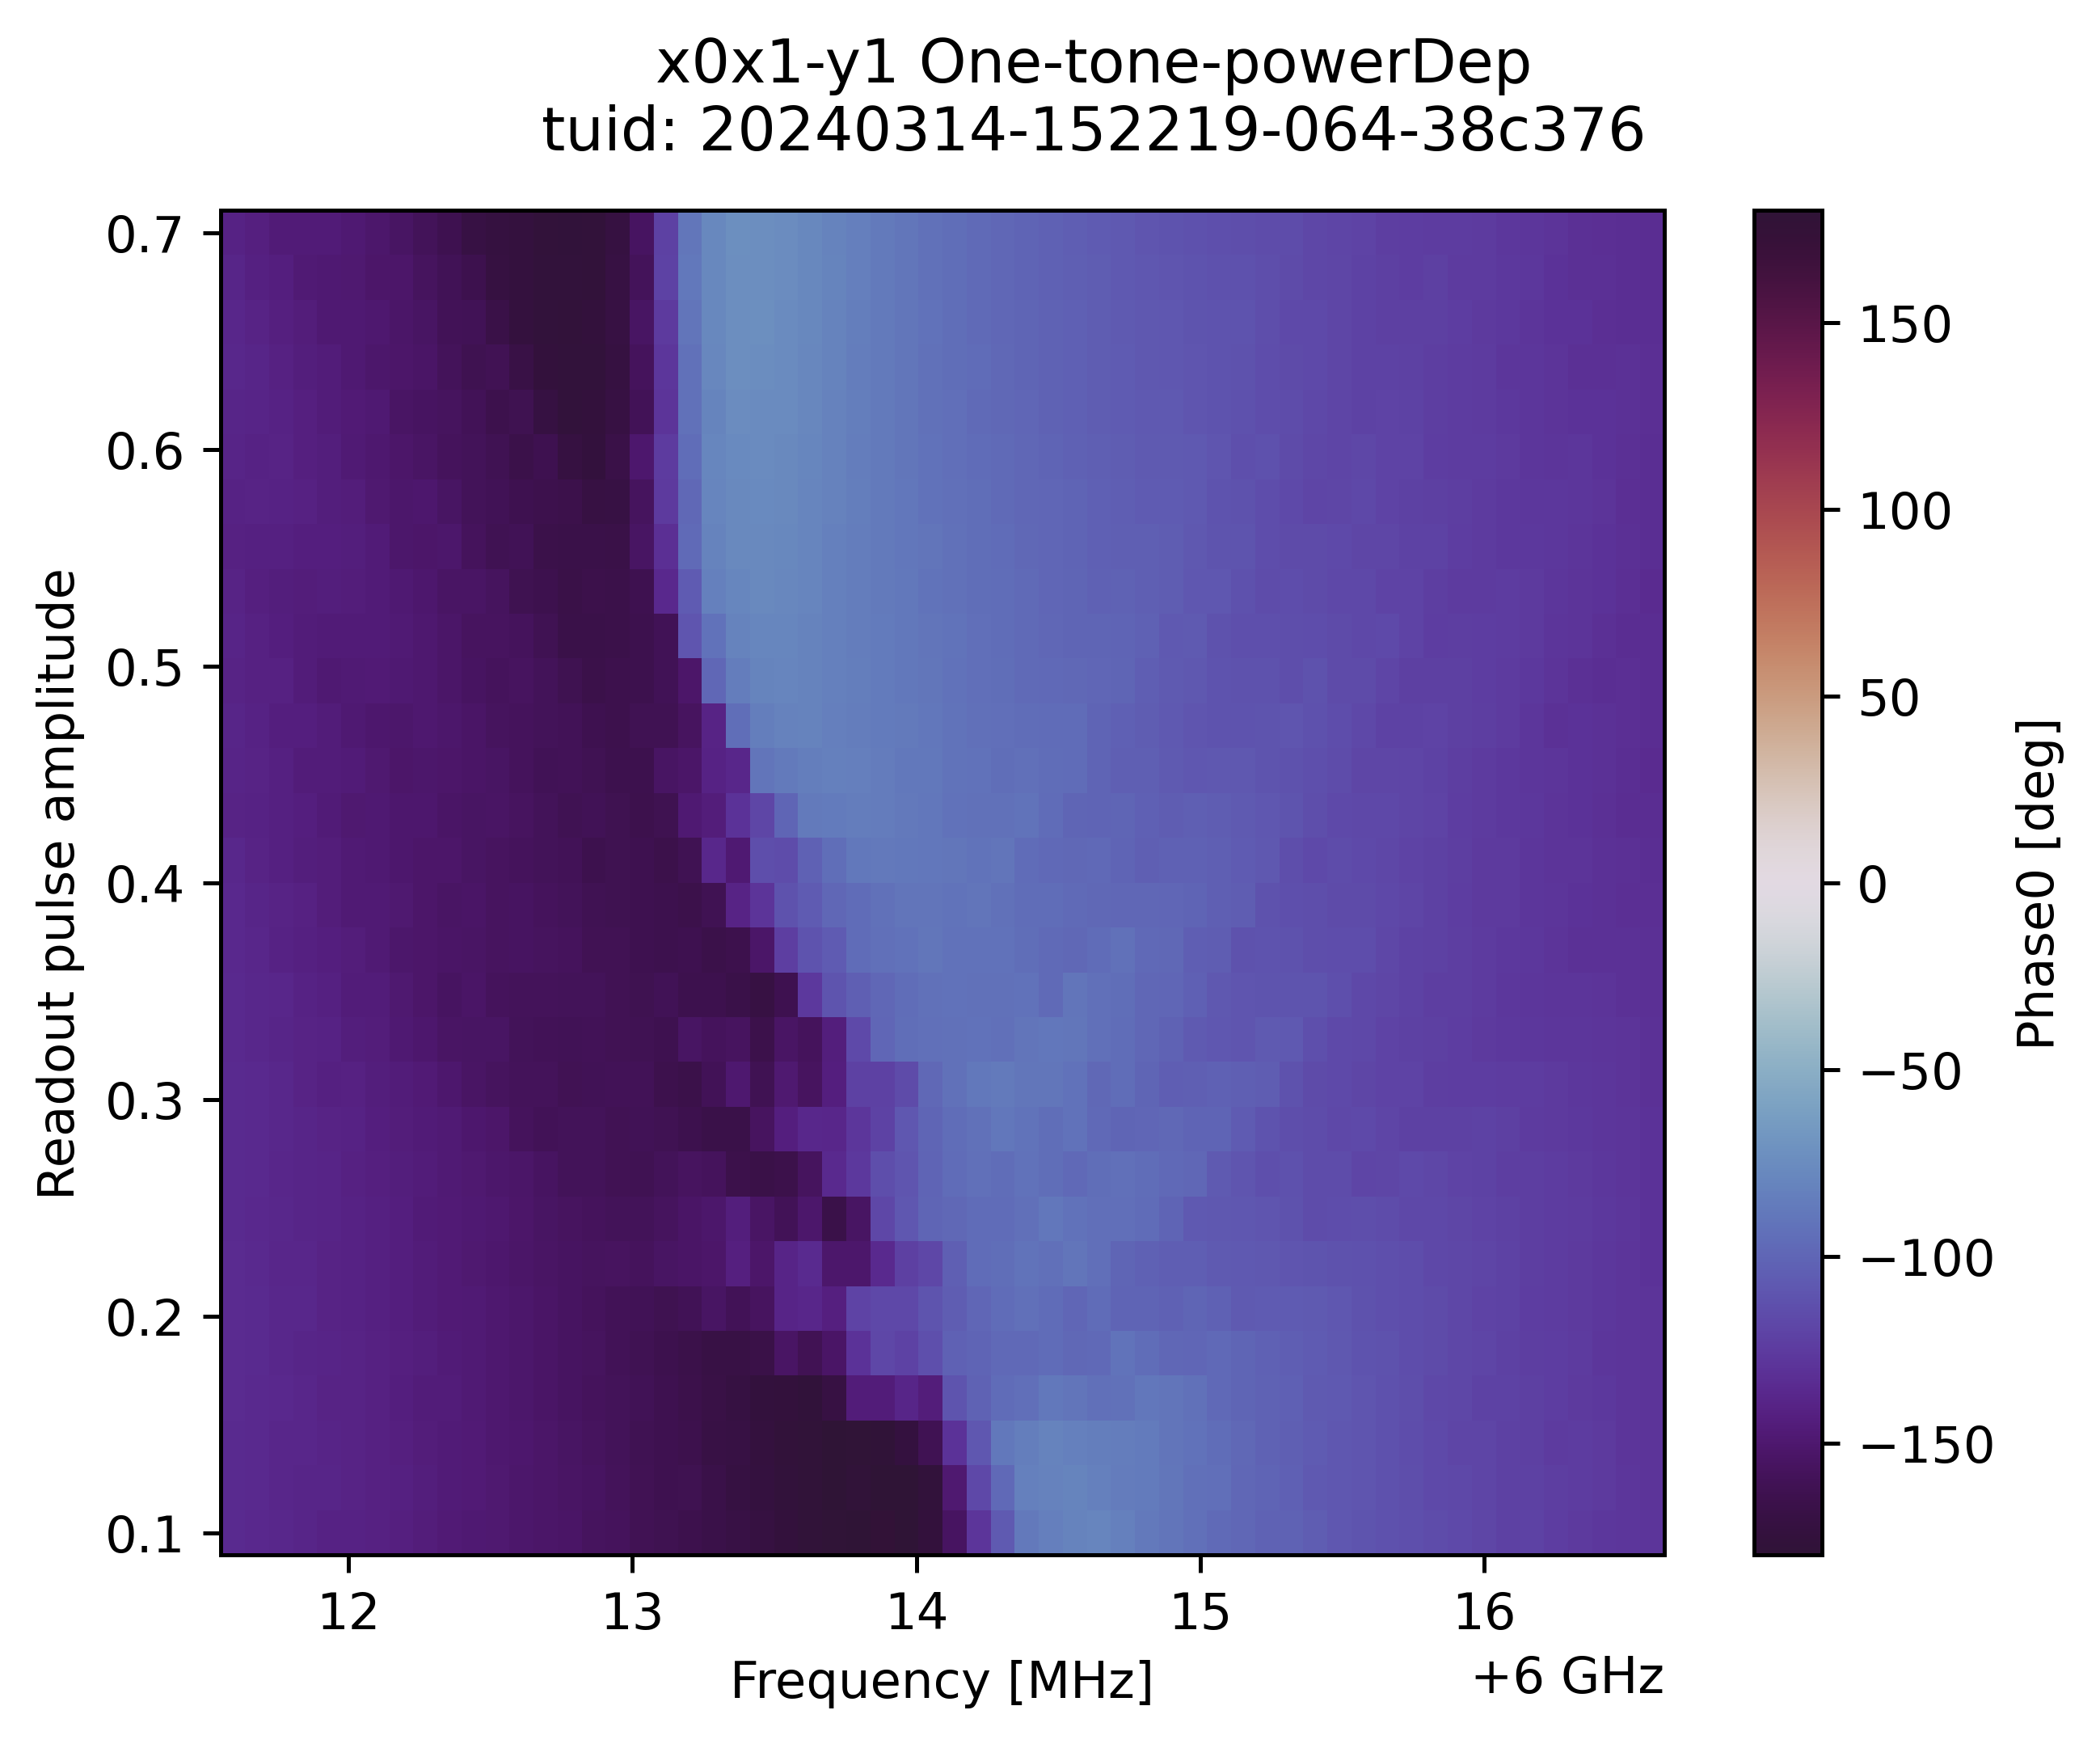 x0x1-y1 One-tone-powerDep
tuid: 20240314-152219-064-38c376
Readout pulse amplitude
0.7
0.6
0.5
0.4
0.3
0.2
0.1
12 13 14 15 16
Frequency [MHz]
+6 GHz
150
100
50
0
−50
−100
−150
Phase0 [deg]